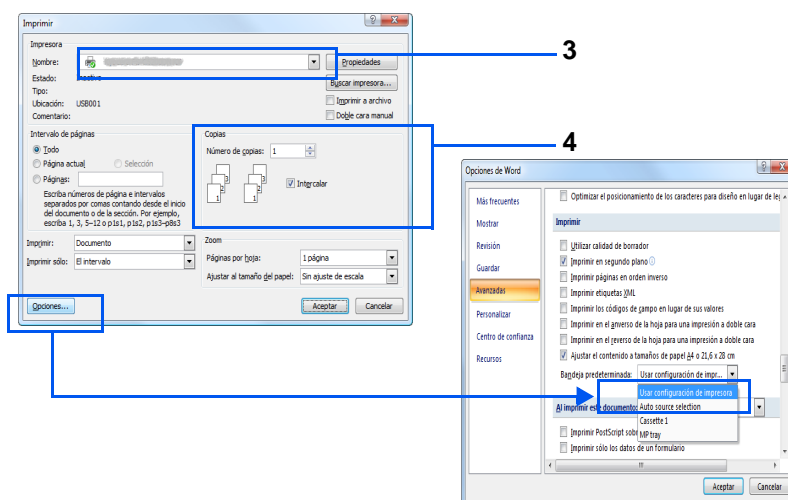 Imprimir
Impresora
Nombre:
Propiedades
3
Estado:
Inactivo
Buscar impresora...
Tipo:
Ubicación: USB001
Imprimir a archivo
Comentario:
Doble cara manual
Intervalo de páginas
Todo
Página actual
Selección
Páginas:
Escriba números de página e intervalos
separados por comas contando desde el inicio
del documento o de la sección. Por ejemplo,
escriba 1, 3, 5–12 o p1s1, p1s2, p1s3–p8s3
Copias
4
Número de copias: 1
3 3
2 2
1 1
Intercalar
Imprimir: Documento
Imprimir sólo: El intervalo
Zoom
Páginas por hoja: 1 página
Ajustar al tamaño del papel: Sin ajuste de escala
Opciones...
Aceptar
Cancelar
Opciones de Word
Más frecuentes
Mostrar
Revisión
Guardar
Avanzadas
Personalizar
Centro de confianza
Recursos
Optimizar el posicionamiento de los caracteres para diseño en lugar de
Imprimir
Utilizar calidad de borrador
Imprimir en segundo plano
Imprimir páginas en orden inverso
Imprimir etiquetas XML
Imprimir los códigos de campo en lugar de sus valores
Imprimir en el anverso de la hoja para una impresión a doble cara
Imprimir en el reverso de la hoja para una impresión a doble cara
Ajustar el contenido a tamaños de papel A4 o 21,6 x 28 cm
Bandeja predeterminada: Usar configuración de impr...
Usar configuración de impresora
Al imprimir este documento: Auto source selection
Cassette 1
Imprimir PostScript sobr
MP tray
Imprimir sólo los datos de un formulario
Aceptar
Cancelar